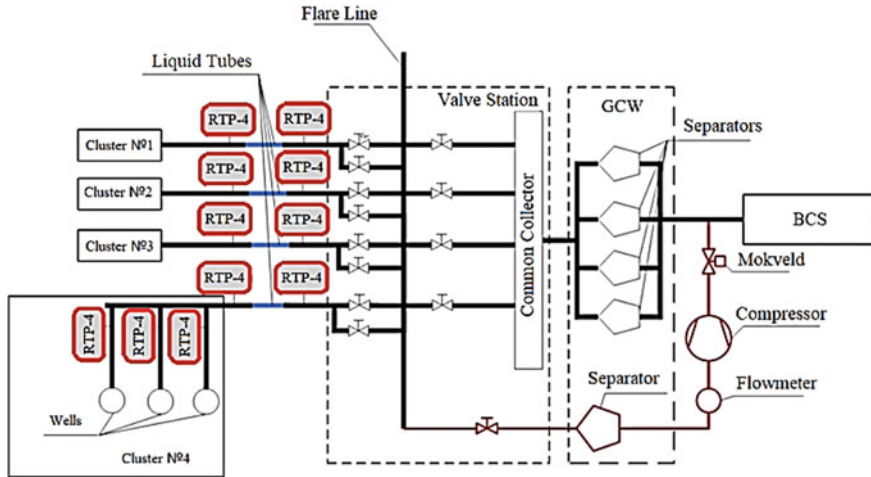 Flare Line
Liquid Tubes
Valve Station
GCW
Separators
RTP-4
RTP-4
Cluster №1
RTP-4
RTP-4
Cluster №2
RTP-4
RTP-4
Cluster №3
RTP-4
RTP-4
Common Collector
BCS
Mokveld
Compressor
Flowmeter
Separator
RTP-4
RTP-4
RTP-4
Wells
Cluster №4